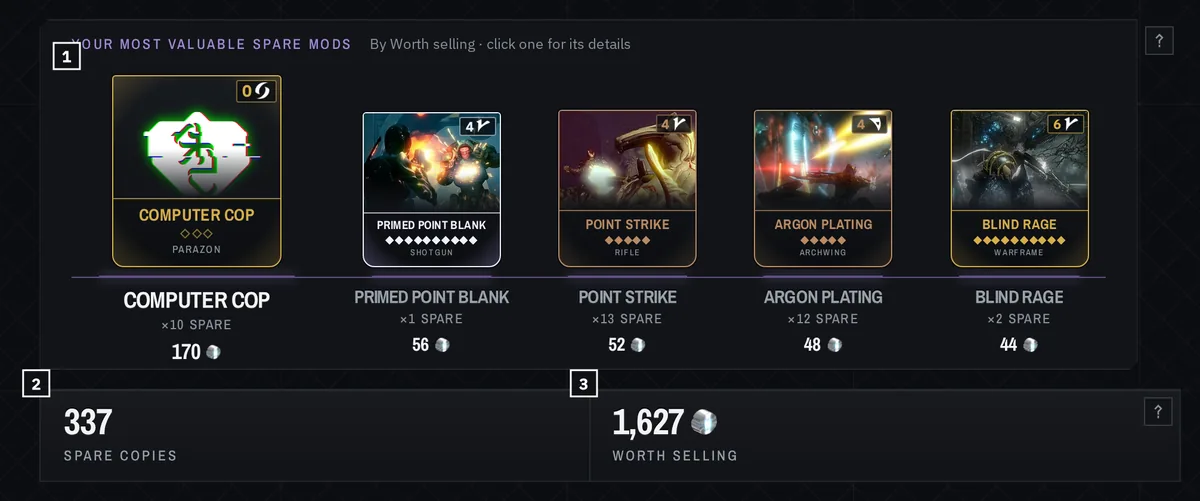 1
YOUR MOST VALUABLE SPARE MODS By Worth selling · click one for its details
?
0
COMPUTER COP
PARAZON
4
PRIMED POINT BLANK
SHOTGUN
4
POINT STRIKE
RIFLE
4
ARGON PLATING
ARCHWING
6
BLIND RAGE
WARFRAME
COMPUTER COP
×10 SPARE
170
PRIMED POINT BLANK
×1 SPARE
56
POINT STRIKE
×13 SPARE
52
ARGON PLATING
×12 SPARE
48
BLIND RAGE
×2 SPARE
44
2
337
SPARE COPIES
3
1,627
WORTH SELLING
?